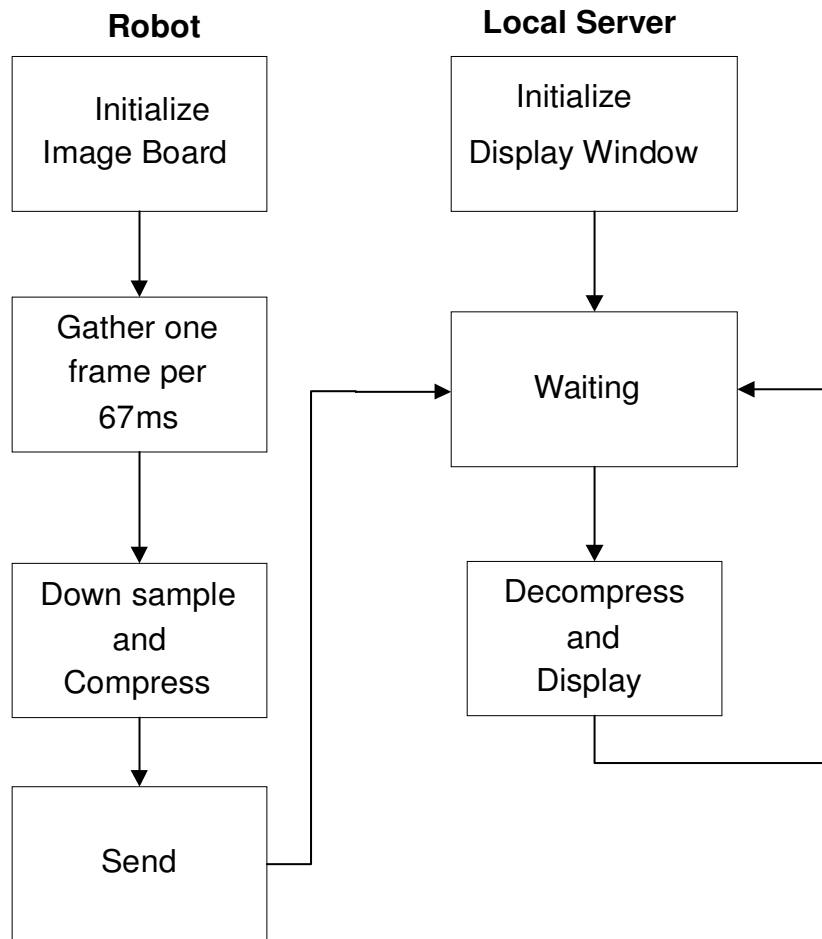 Robot
Initialize
Image Board
Gather one
frame per
67ms
Down sample
and
Compress
Send
Local Server
Initialize
Display Window
Waiting
Decompress
and
Display